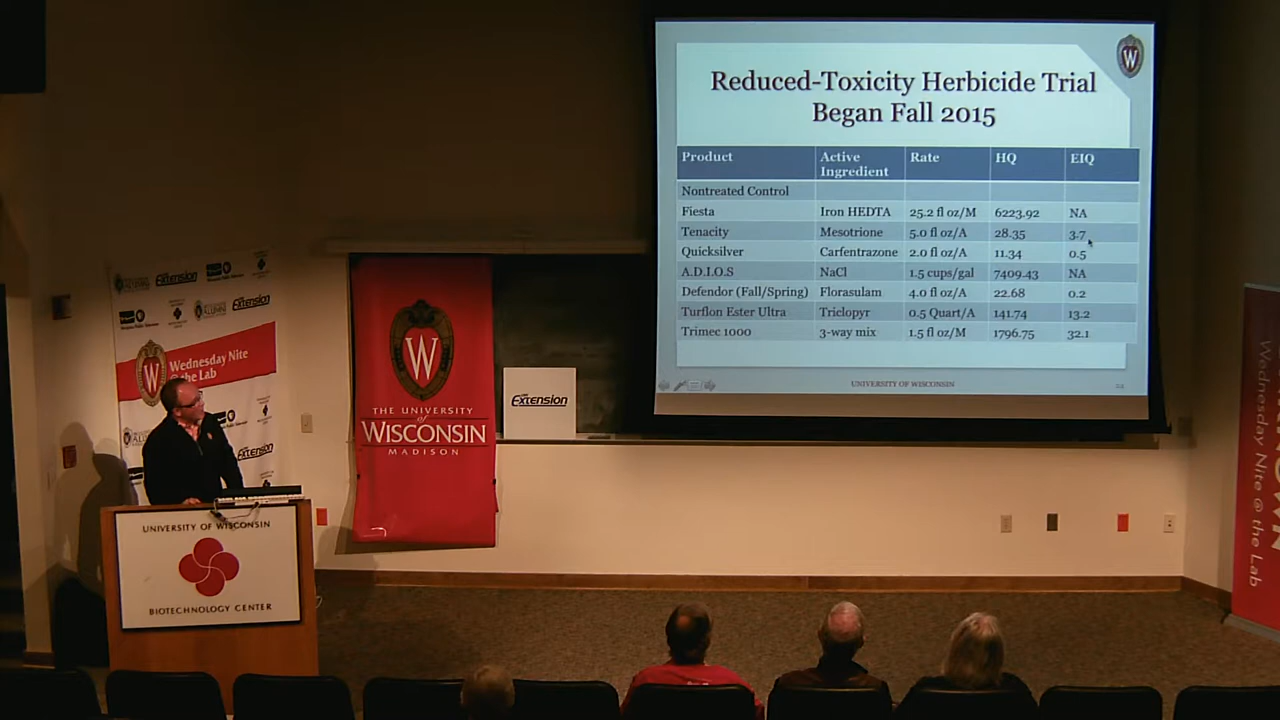 Reduced-Toxicity Herbicide Trial
Began Fall 2015
Product Active Ingredient Rate HQ EIQ
Nontreated Control
Fiesta Iron HEDTA 25.2 fl oz/M 6223.92 NA
Tenacity Mesotrione 5.0 fl oz/A 28.35 3.7
Quicksilver Carfentrazone 2.0 fl oz/A 11.34 0.5
A.D.I.O.S NaCl 1.5 cups/gal 7409.43 NA
Defendor (Fall/Spring) Florasulam 4.0 fl oz/A 22.68 0.2
Turflon Ester Ultra Triclopyr 0.5 Quart/A 141.74 13.2
Trimec 1000 3-way mix 1.5 fl oz/M 1796.75 32.1
UNIVERSITY OF WISCONSIN
W
Extension
Extension
Wednesday Nite
@ the Lab
Extension
W
THE UNIVERSITY
of
WISCONSIN
MADISON
Extension
UNIVERSITY OF WISCONSIN
BIOTECHNOLOGY CENTER
Wednesday Nite @ the Lab